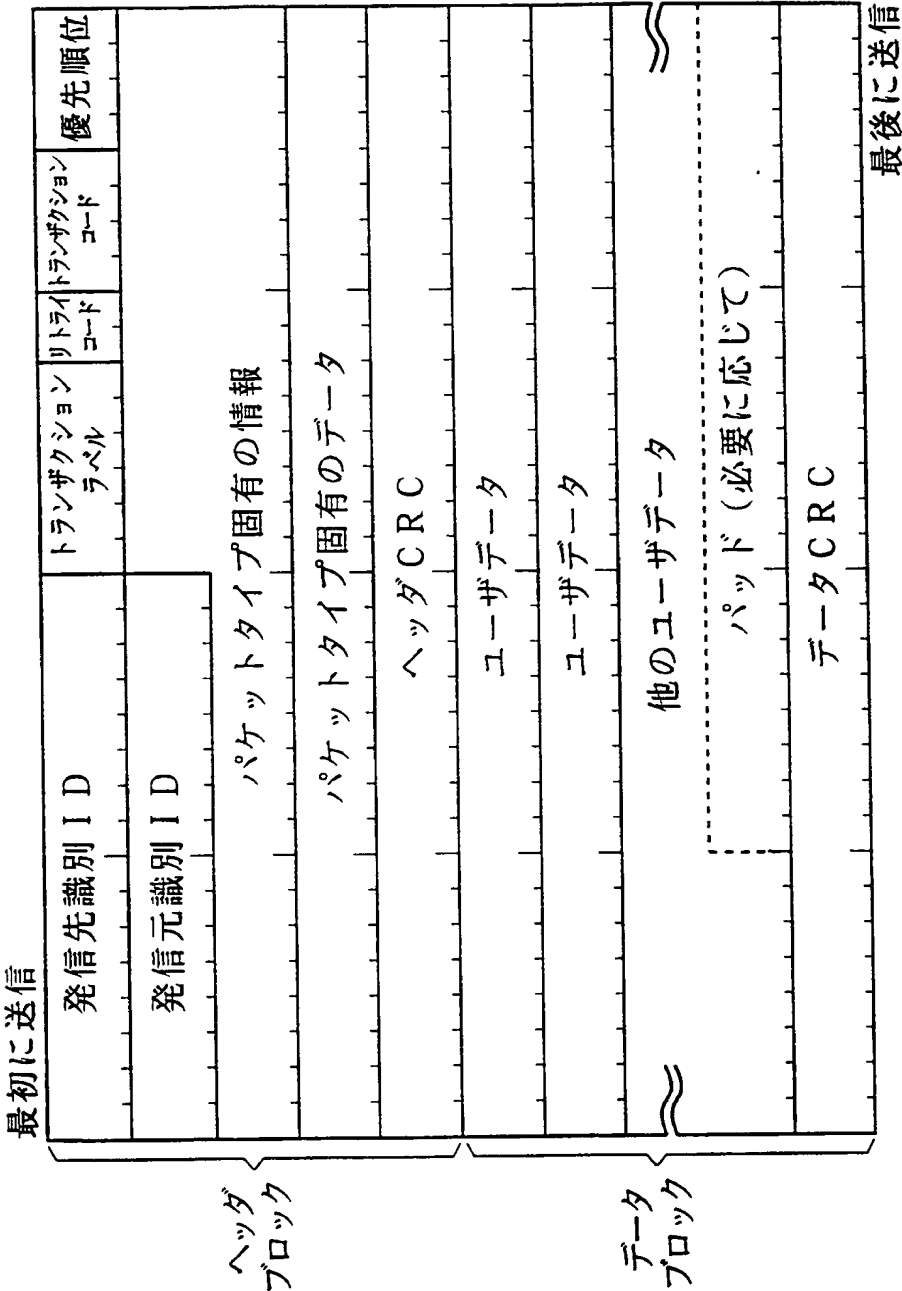 最初に送信
発信先識別ID
トランザクション
ラベル
リトライ
コード
トランザクション
コード
優先順位
発信元識別ID
パケットタイプ固有の情報
パケットタイプ固有のデータ
ヘッダCRC
ユーザデータ
ユーザデータ
他のユーザデータ
パッド(必要に応じて)
データCRC
最後に送信
ヘッダ
ブロック
データ
ブロック